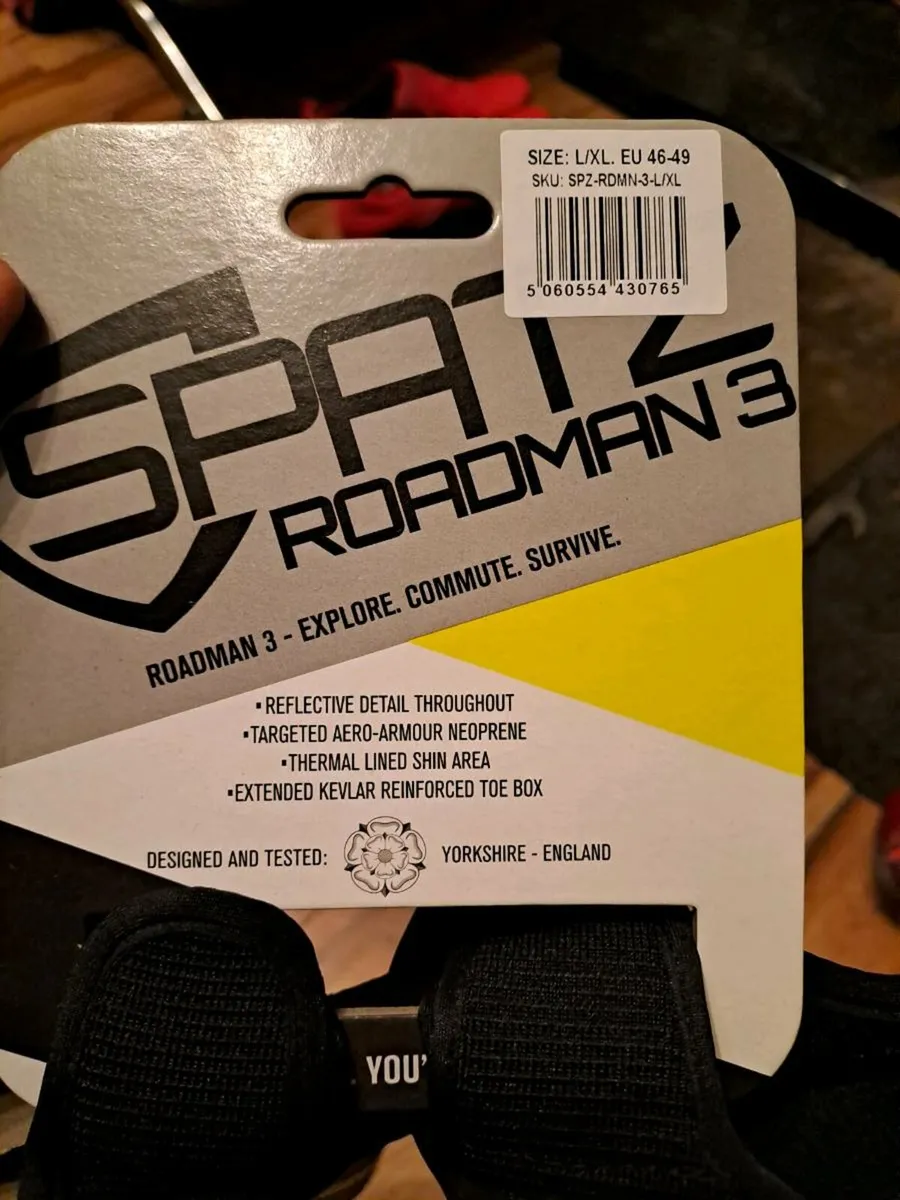 SIZE: L/XL. EU 46-49
SKU: SPZ-RDMN-3-L/XL
5 060554 430765
SPATZ
ROADMAN 3
ROADMAN 3 - EXPLORE. COMMUTE. SURVIVE.
▪REFLECTIVE DETAIL THROUGHOUT
▪TARGETED AERO-ARMOUR NEOPRENE
▪THERMAL LINED SHIN AREA
▪EXTENDED KEVLAR REINFORCED TOE BOX
DESIGNED AND TESTED: YORKSHIRE - ENGLAND
. YOU'